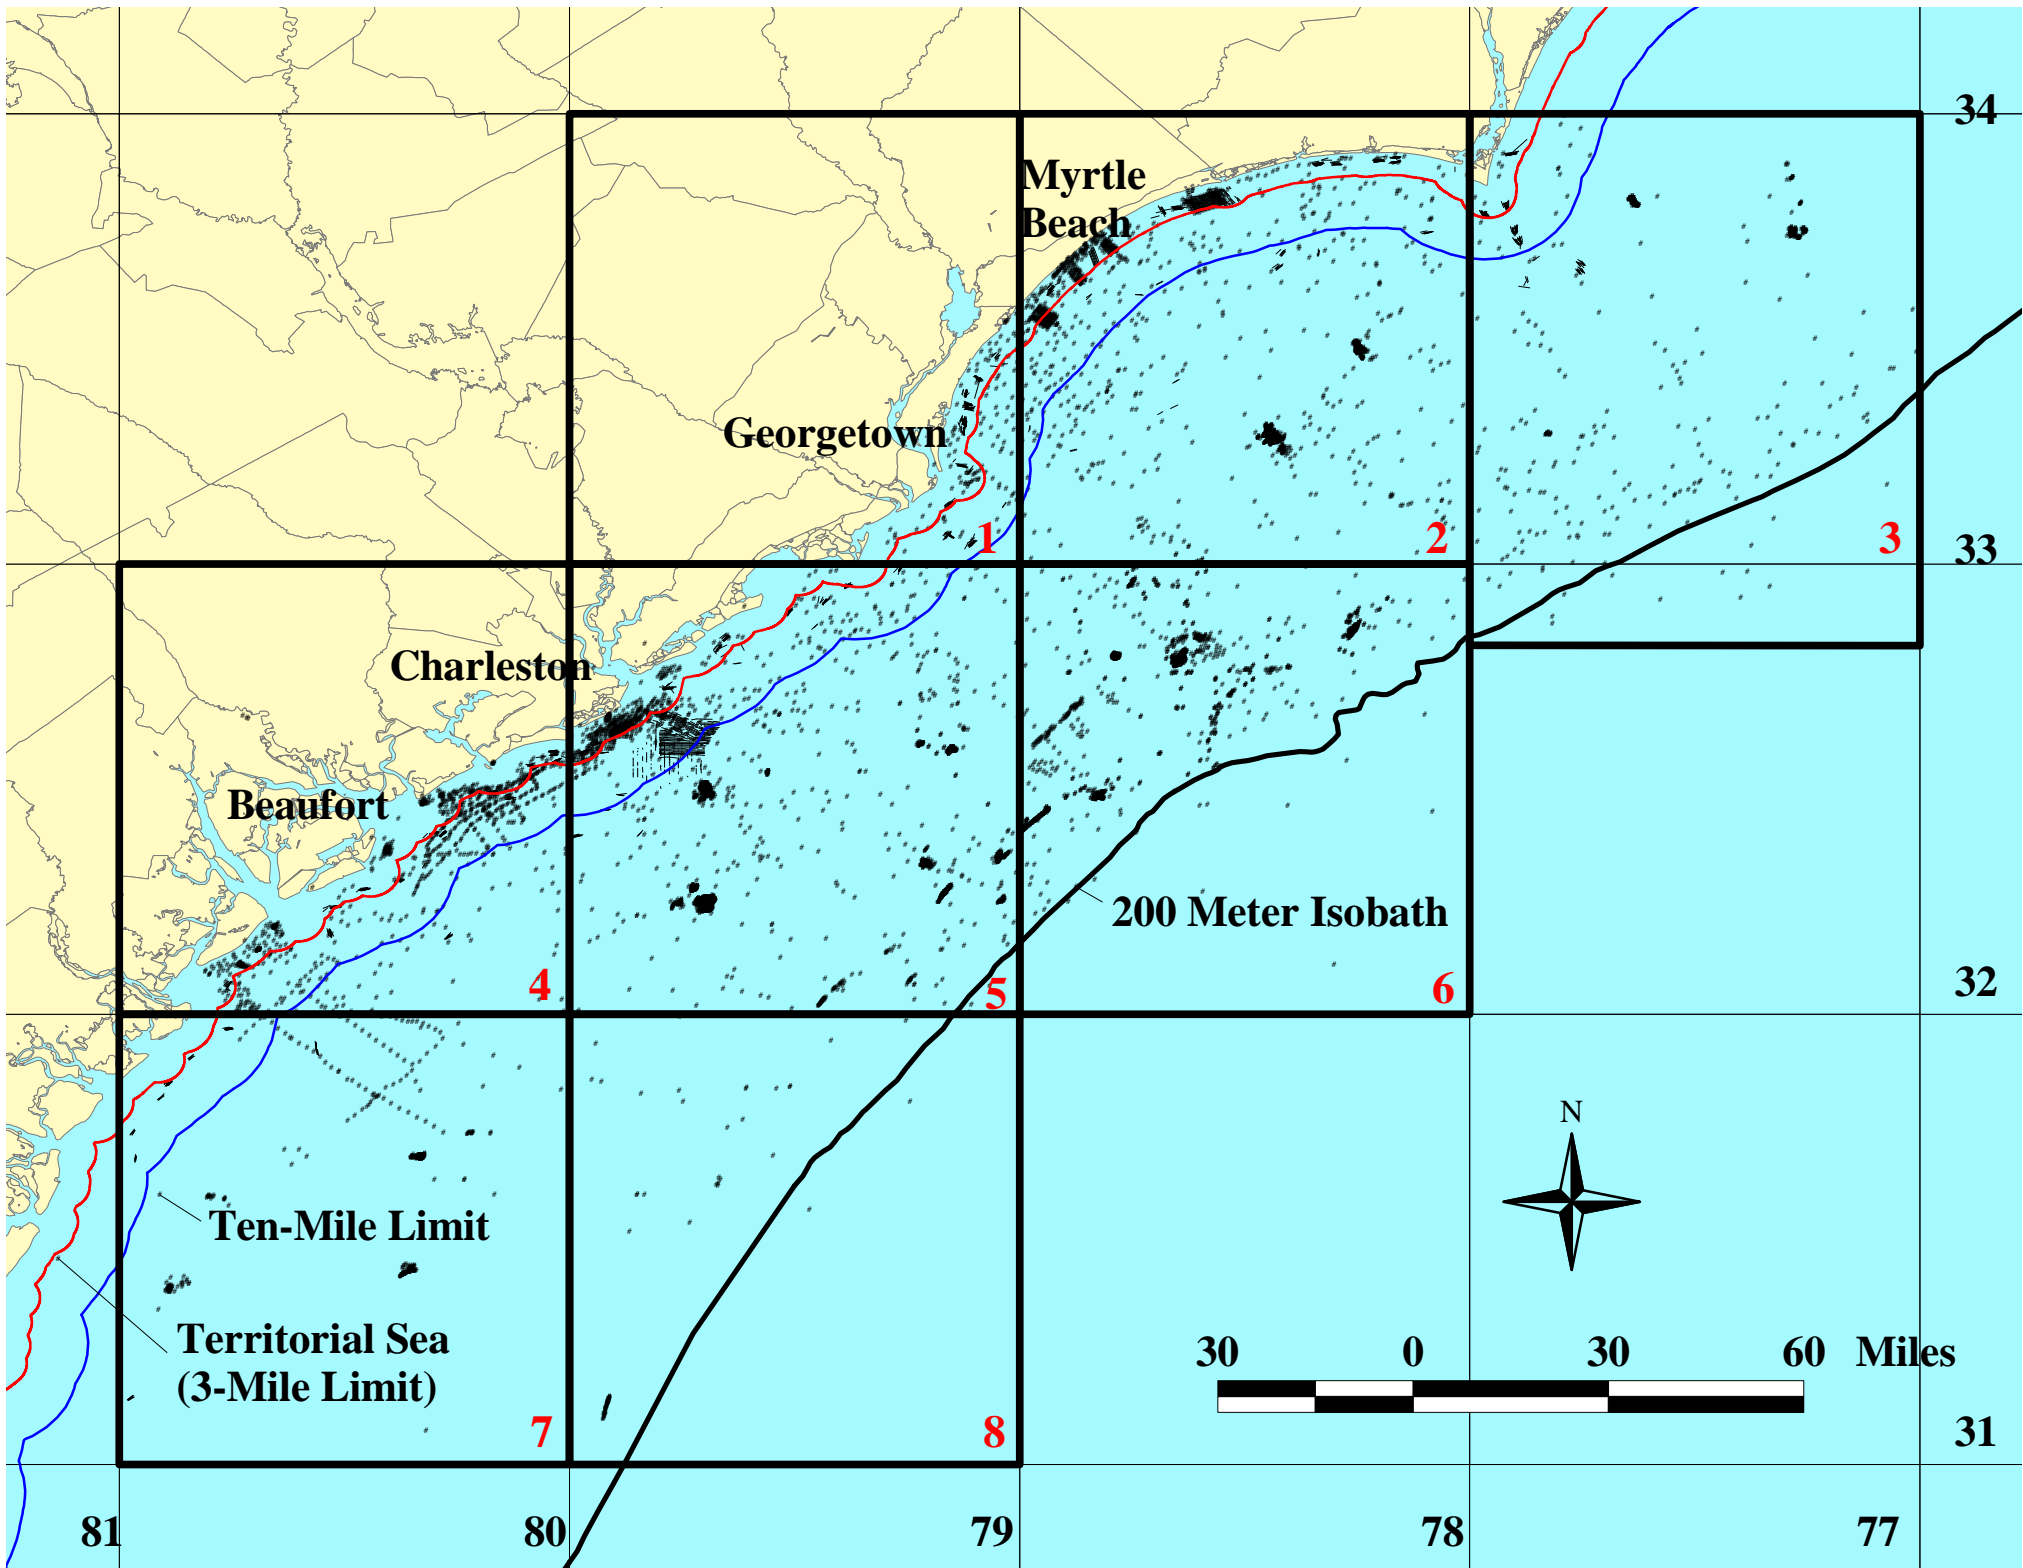 34
Myrtle
Beach
Georgetown
1
2
3
33
Charleston
Beaufort
200 Meter Isobath
4
5
6
32
N
Ten-Mile Limit
Territorial Sea
(3-Mile Limit)
30 0 30 60 Miles
7
8
31
81 80 79 78 77